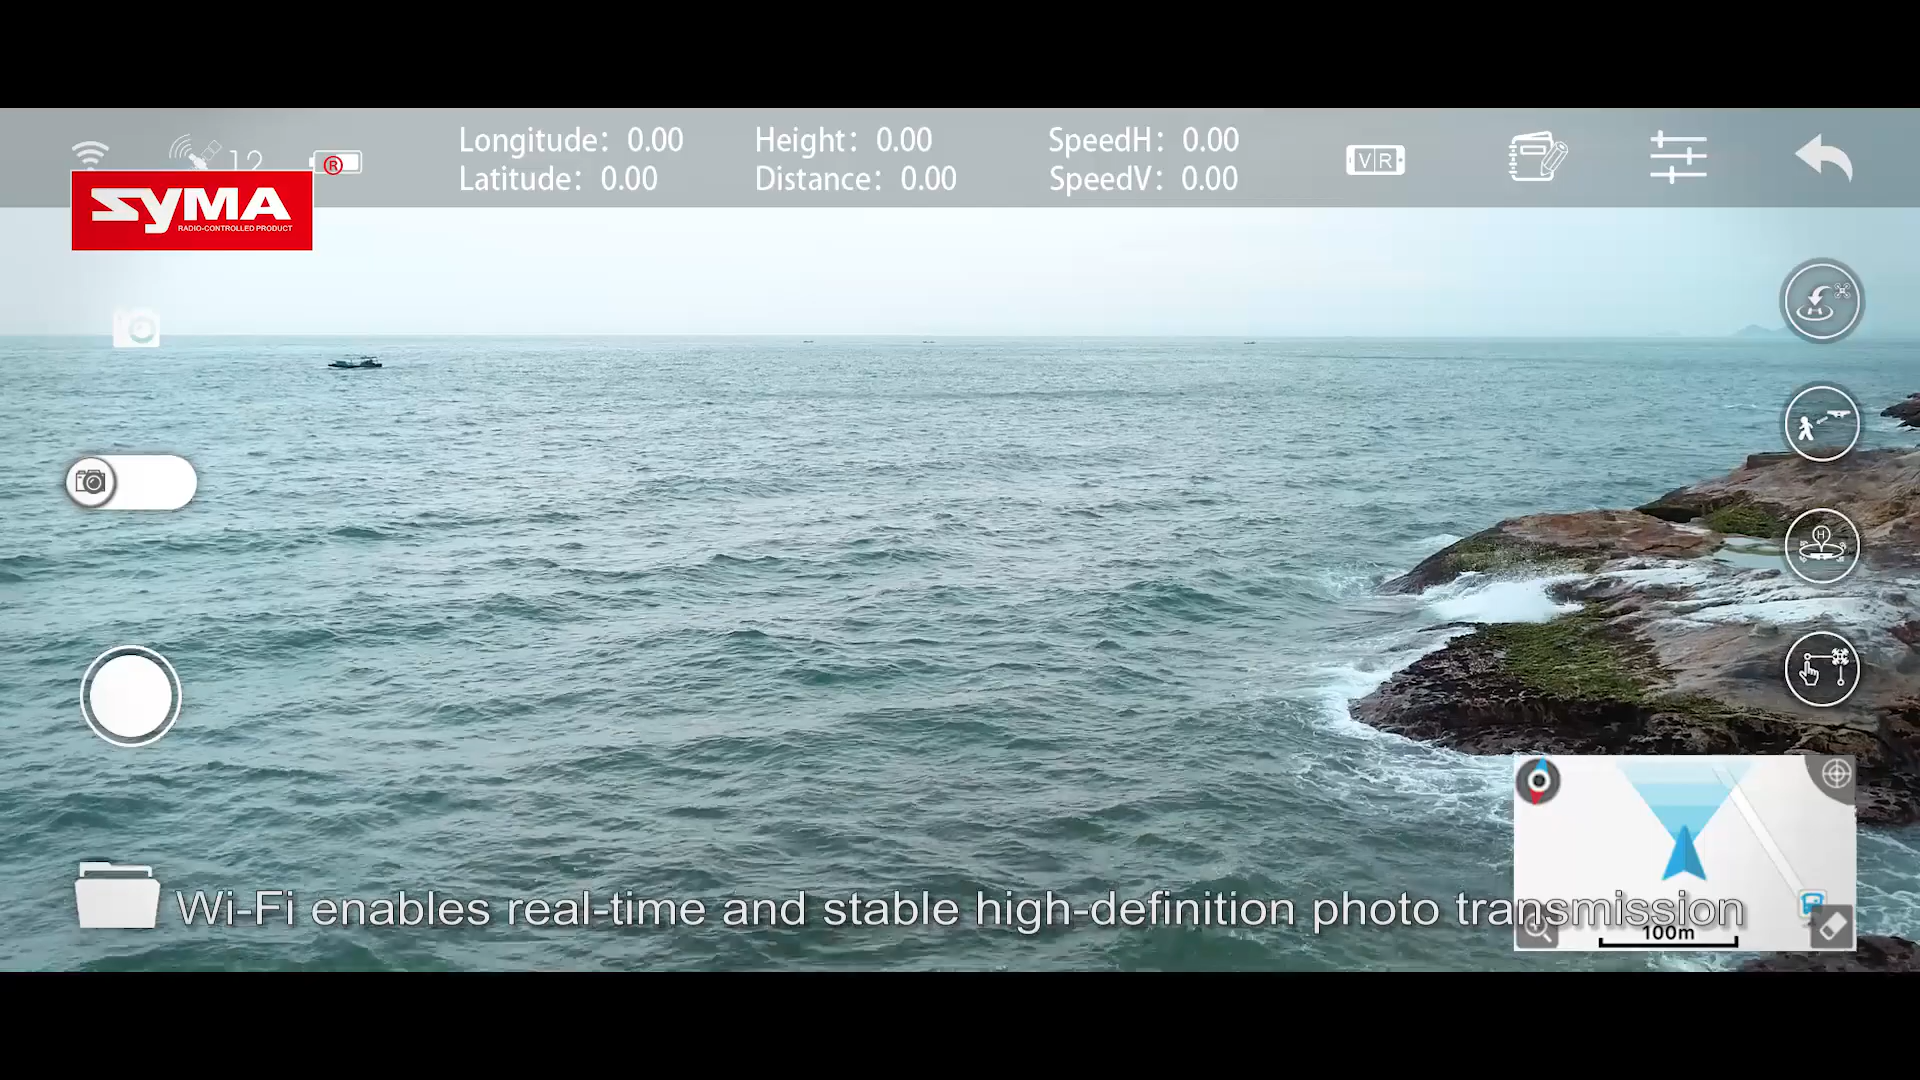 Longitude: 0.00
Height: 0.00
SpeedH: 0.00
12
Latitude: 0.00
Distance: 0.00
SpeedV: 0.00
VR
®
SYMA
RADIO-CONTROLLED PRODUCT
H
Wi-Fi enables real-time and stable high-definition photo transmission
100m